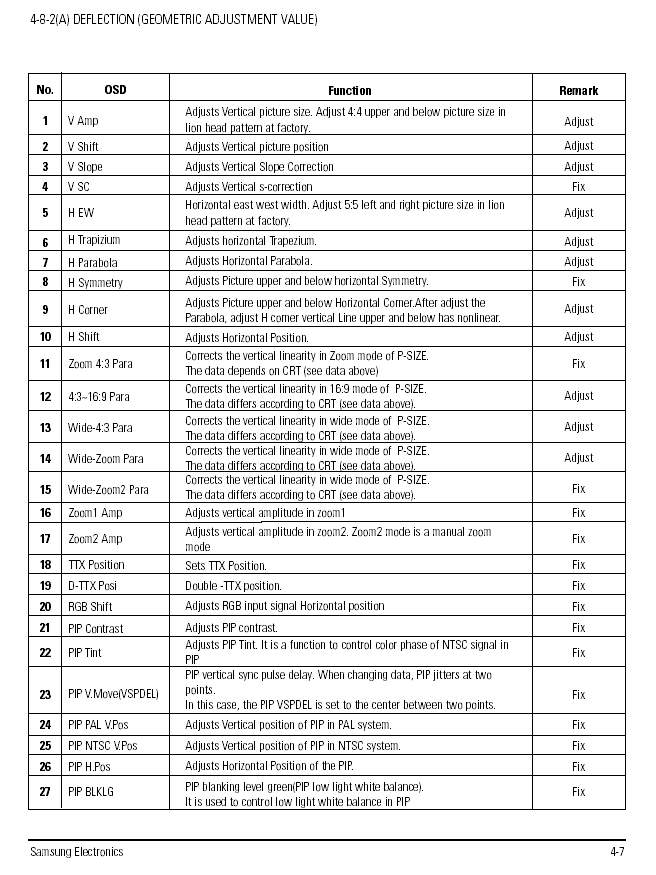 4-8-2(A) DEFLECTION (GEOMETRIC ADJUSTMENT VALUE)
No. OSD Function Remark
1 V Amp Adjusts Vertical picture size. Adjust 4:4 upper and below picture size in
lion head pattern at factory. Adjust
2 V Shift Adjusts Vertical picture position Adjust
3 V Slope Adjusts Vertical Slope Correction Adjust
4 V SC Adjusts Vertical s-correction Fix
5 H EW Horizontal east west width. Adjust 5:5 left and right picture size in lion
head pattern at factory. Adjust
6 H Trapizium Adjusts horizontal Trapezium. Adjust
7 H Parabola Adjusts Horizontal Parabola. Adjust
8 H Symmetry Adjusts Picture upper and below horizontal Symmetry. Fix
9 H Corner Adjusts Picture upper and below Horizontal Corner.After adjust the
Parabola, adjust H corner vertical Line upper and below has nonlinear. Adjust
10 H Shift Adjusts Horizontal Position. Adjust
11 Zoom 4:3 Para Corrects the vertical linearity in Zoom mode of P-SIZE.
The data depends on CRT (see data above) Fix
12 4:3~16:9 Para Corrects the vertical linearity in 16:9 mode of P-SIZE.
The data differs according to CRT (see data above). Adjust
13 Wide-4:3 Para Corrects the vertical linearity in wide mode of P-SIZE.
The data differs according to CRT (see data above). Adjust
14 Wide-Zoom Para Corrects the vertical linearity in wide mode of P-SIZE.
The data differs according to CRT (see data above). Adjust
15 Wide-Zoom2 Para Corrects the vertical linearity in wide mode of P-SIZE.
The data differs according to CRT (see data above). Fix
16 Zoom1 Amp Adjusts vertical amplitude in zoom1 Fix
17 Zoom2 Amp Adjusts vertical amplitude in zoom2. Zoom2 mode is a manual zoom
mode Fix
18 TTX Position Sets TTX Position. Fix
19 D-TTX Posi Double -TTX position. Fix
20 RGB Shift Adjusts RGB input signal Horizontal position Fix
21 PIP Contrast Adjusts PIP contrast. Fix
22 PIP Tint Adjusts PIP Tint. It is a function to control color phase of NTSC signal in
PIP Fix
23 PIP V.Move(VSPDEL) PIP vertical sync pulse delay. When changing data, PIP jitters at two
points.
In this case, the PIP VSPDEL is set to the center between two points. Fix
24 PIP PAL V.Pos Adjusts Vertical position of PIP in PAL system. Fix
25 PIP NTSC V.Pos Adjusts Vertical position of PIP in NTSC system. Fix
26 PIP H.Pos Adjusts Horizontal Position of the PIP. Fix
27 PIP BLKLG PIP blanking level green(PIP low light white balance).
It is used to control low light white balance in PIP Fix
Samsung Electronics 4-7